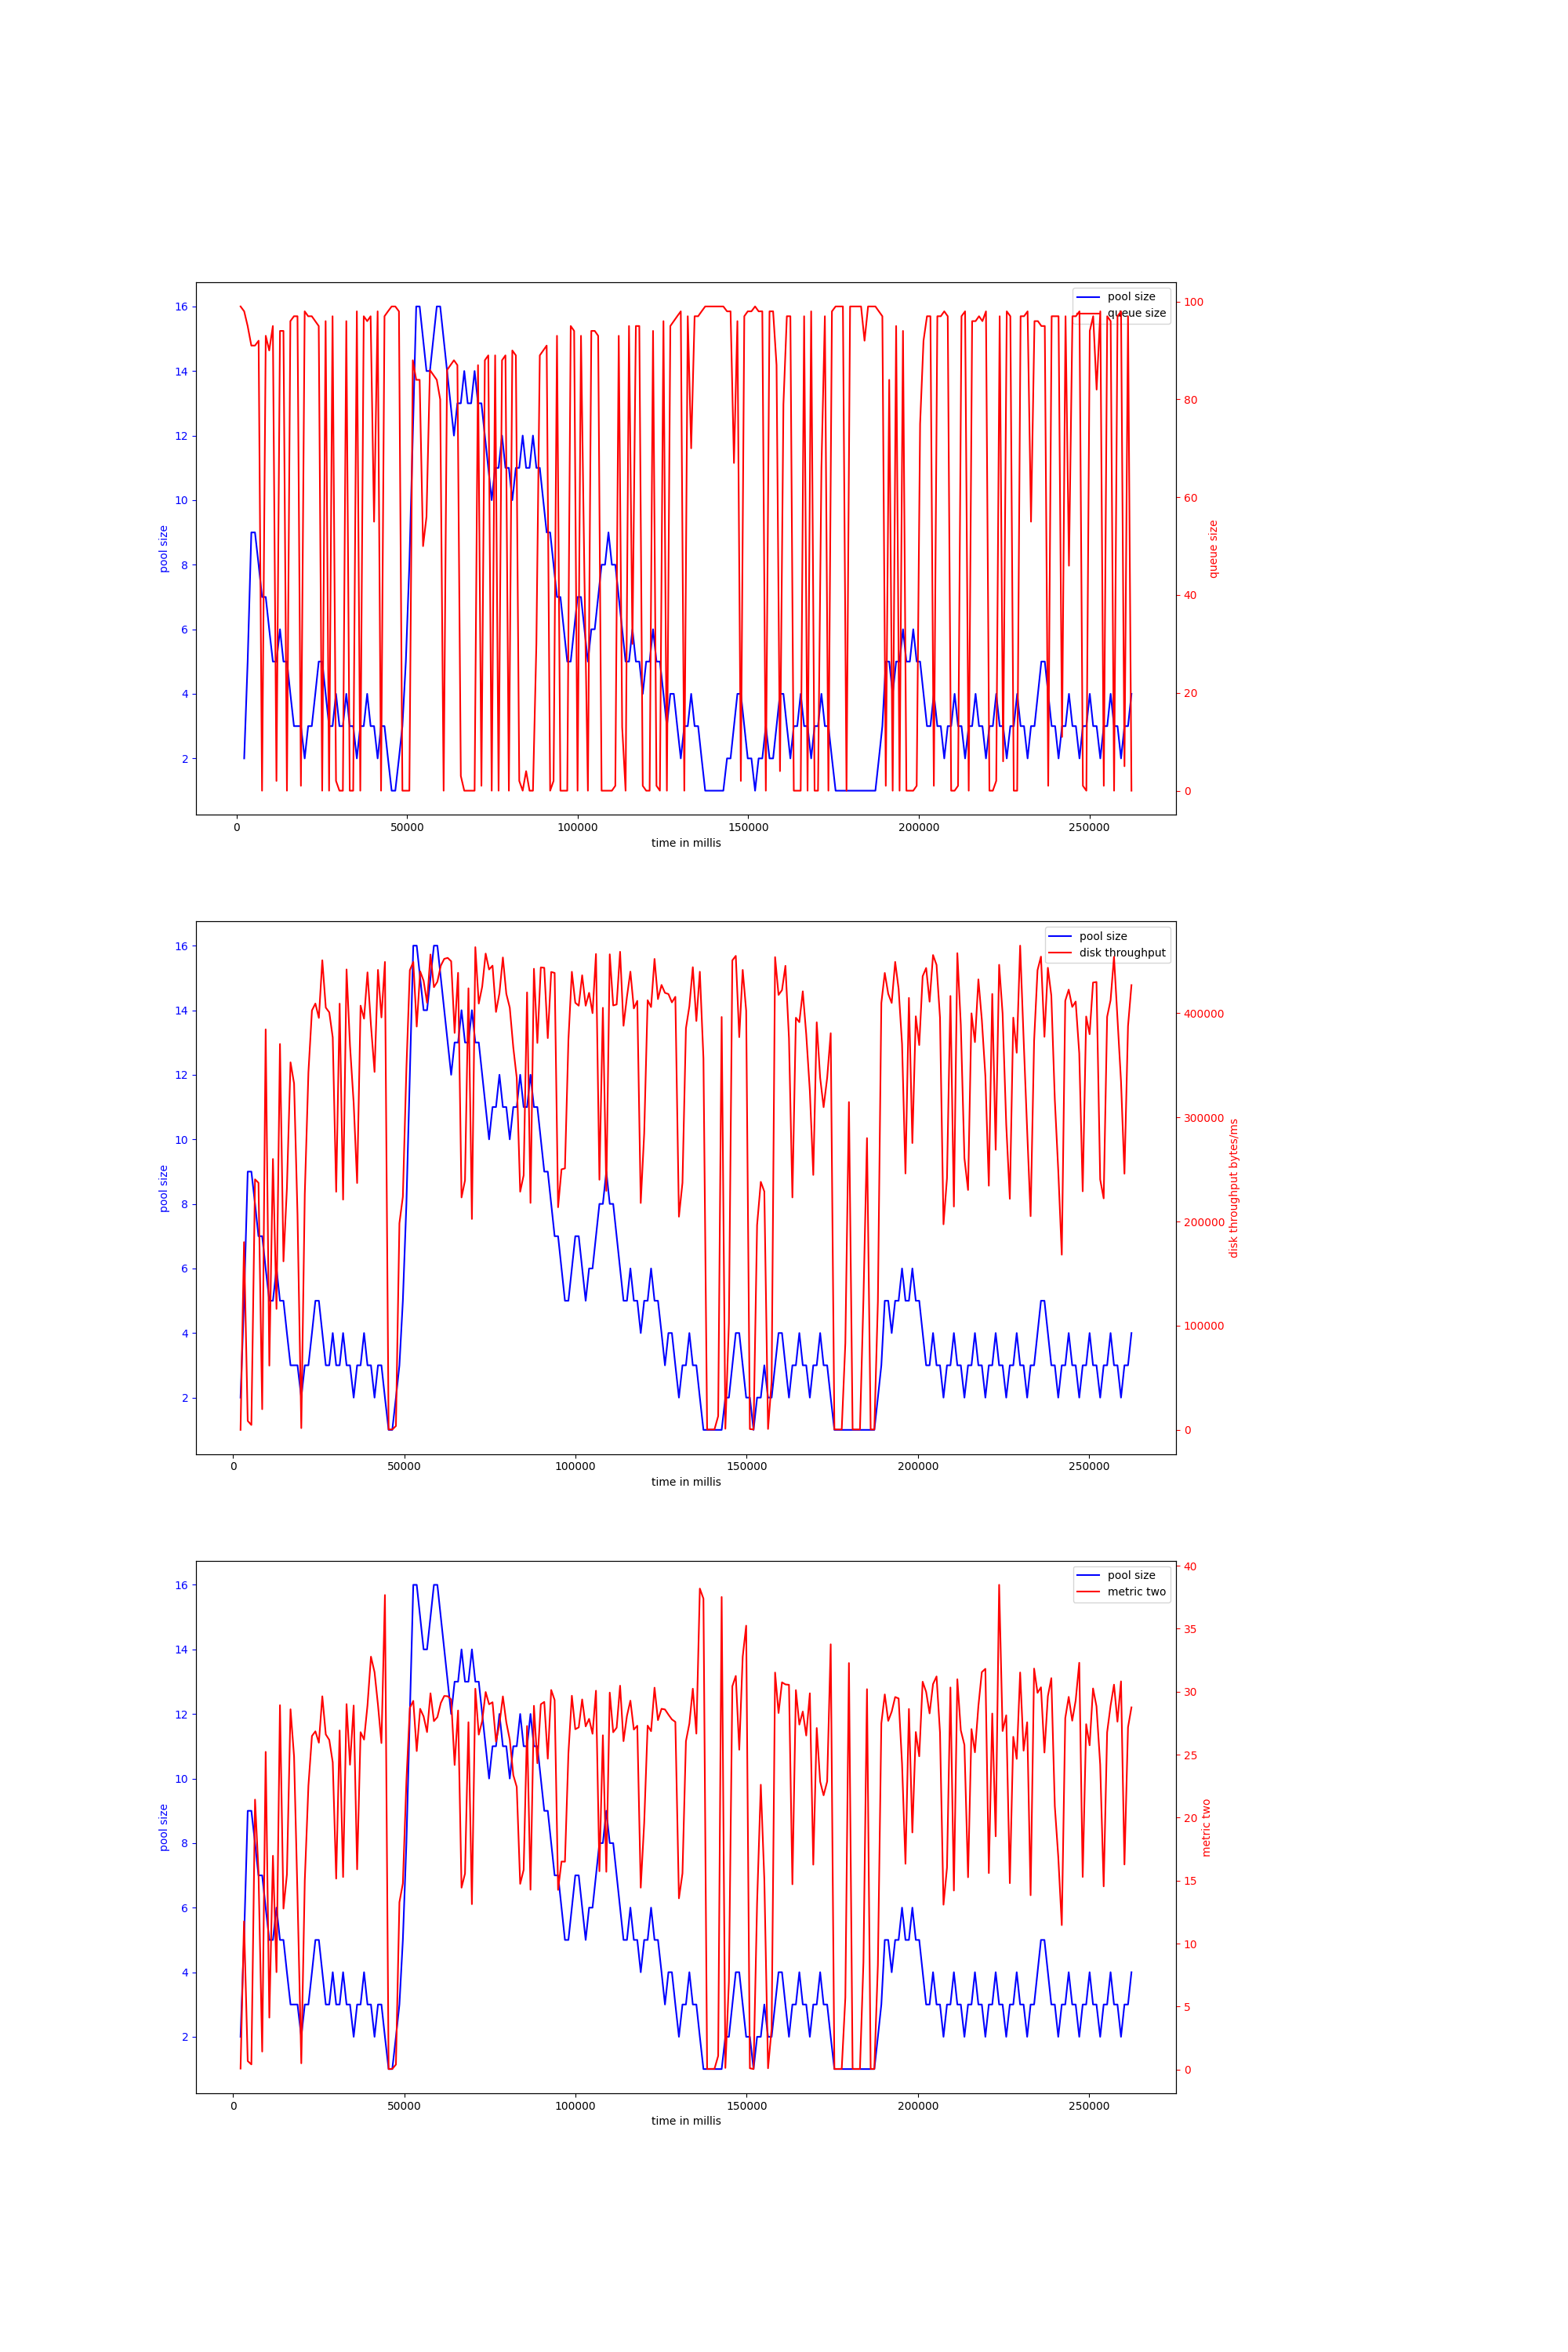 pool size
queue size
16
14
12
10
8
6
4
2
pool size
100
80
60
40
20
0
queue size
0 50000 100000 150000 200000 250000
time in millis
pool size
disk throughput
16
14
12
10
8
6
4
2
pool size
400000
300000
200000
100000
0
disk throughput bytes/ms
0 50000 100000 150000 200000 250000
time in millis
pool size
metric two
16
14
12
10
8
6
4
2
pool size
40
35
30
25
20
15
10
5
0
metric two
0 50000 100000 150000 200000 250000
time in millis